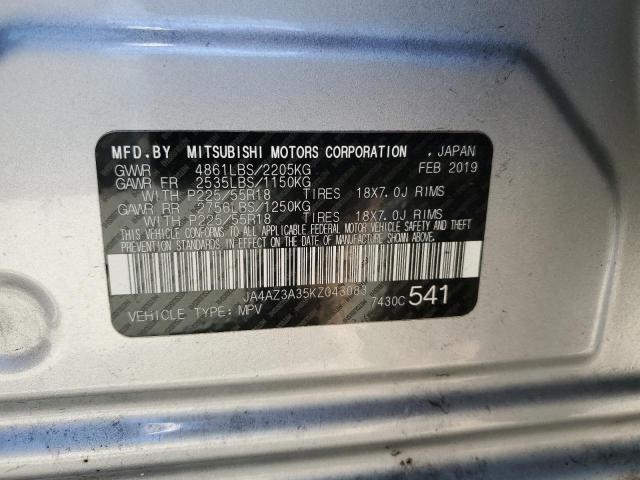 MFD.BY MITSUBISHI MOTORS CORPORATION , JAPAN
GVWR 4861LBS/2205KG FEB 2019
GAWR FR 2535LBS/1150KG
WITH P225/55R18 TIRES 18X7.0J RIMS
GAWR RR 2756LBS/1250KG
WITH P225/55R18 TIRES 18X7.0J RIMS
THIS VEHICLE CONFORMS TO ALL APPLICABLE FEDERAL MOTOR VEHICLE SAFETY AND THEFT
PREVENTION STANDARDS IN EFFECT ON THE DATE OF MANUFACTURE SHOWN ABOVE.
JA4AZ3A35KZ043083
VEHICLE TYPE: MPV 7430C 541